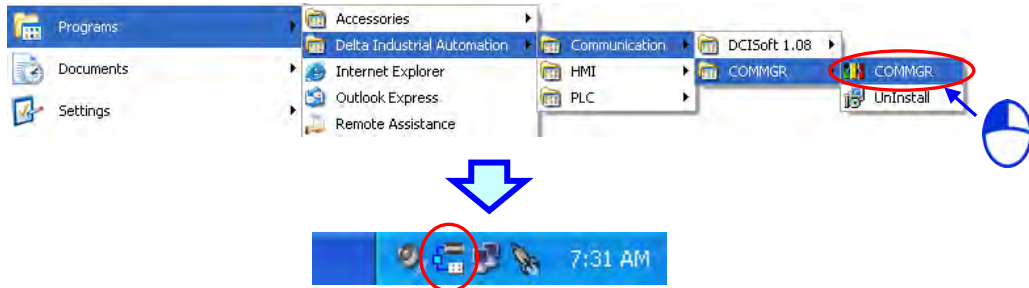 Programs
Documents
Settings
Accessories
Delta Industrial Automation
Internet Explorer
Outlook Express
Remote Assistance
Communication
HMI
PLC
DCISoft 1.08
COMMGR
COMMGR
UnInstall
7:31 AM